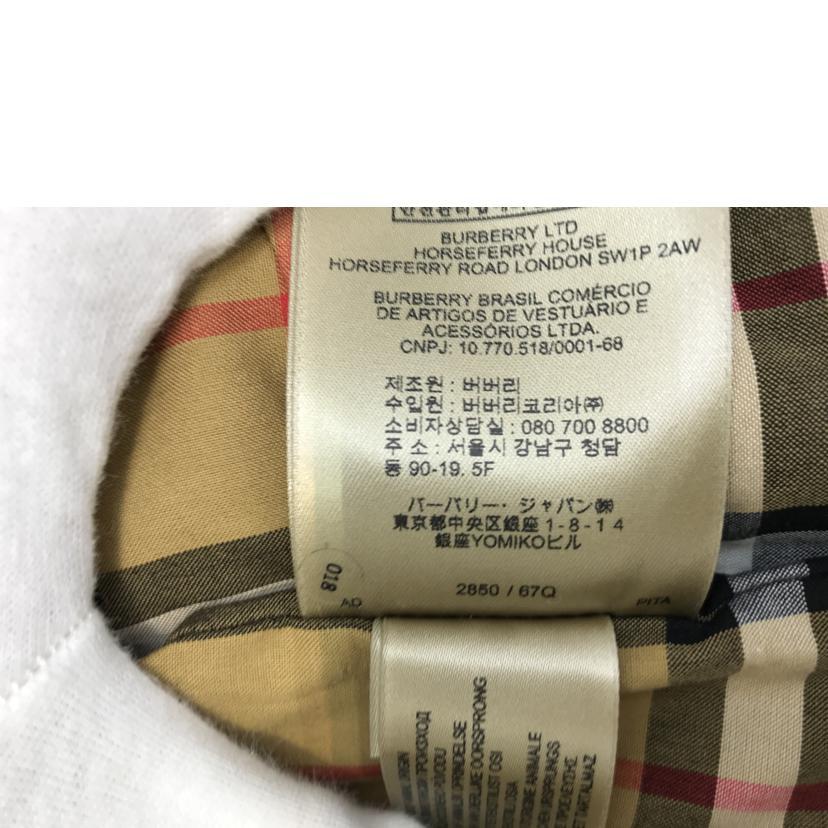 BURBERRY LTD
HORSEFERRY HOUSE
HORSEFERRY ROAD LONDON SW1P 2AW
BURBERRY BRASIL COMÉRCIO
DE ARTIGOS DE VESTUÁRIO E
ACESSÓRIOS LTDA.
CNPJ: 10.770.518/0001-68
제조원 : 버버리
수입원 : 버버리코리아㈜
소비자상담실 : 080 700 8800
주 소 : 서울시 강남구 청담
동 90-19. 5F
バーバリー・ジャパン㈱
東京都中央区銀座1-8-14
銀座YOMIKOビル
018
AD 2850 / 67Q PITA
OORSPRONG
OPRINDELSE
ANIMALE